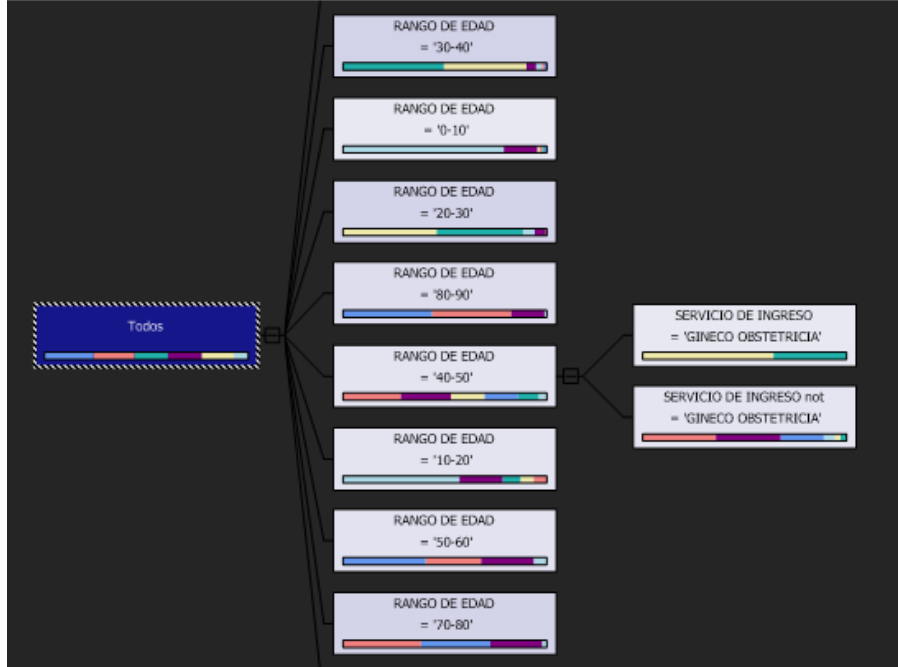 Todos
RANGO DE EDAD
= '30-40'
RANGO DE EDAD
= '0-10'
RANGO DE EDAD
= '20-30'
RANGO DE EDAD
= '80-90'
RANGO DE EDAD
= '40-50'
RANGO DE EDAD
= '10-20'
RANGO DE EDAD
= '50-60'
RANGO DE EDAD
= '70-80'
SERVICIO DE INGRESO
= 'GINECO OBSTETRICIA'
SERVICIO DE INGRESO not
= 'GINECO OBSTETRICIA'